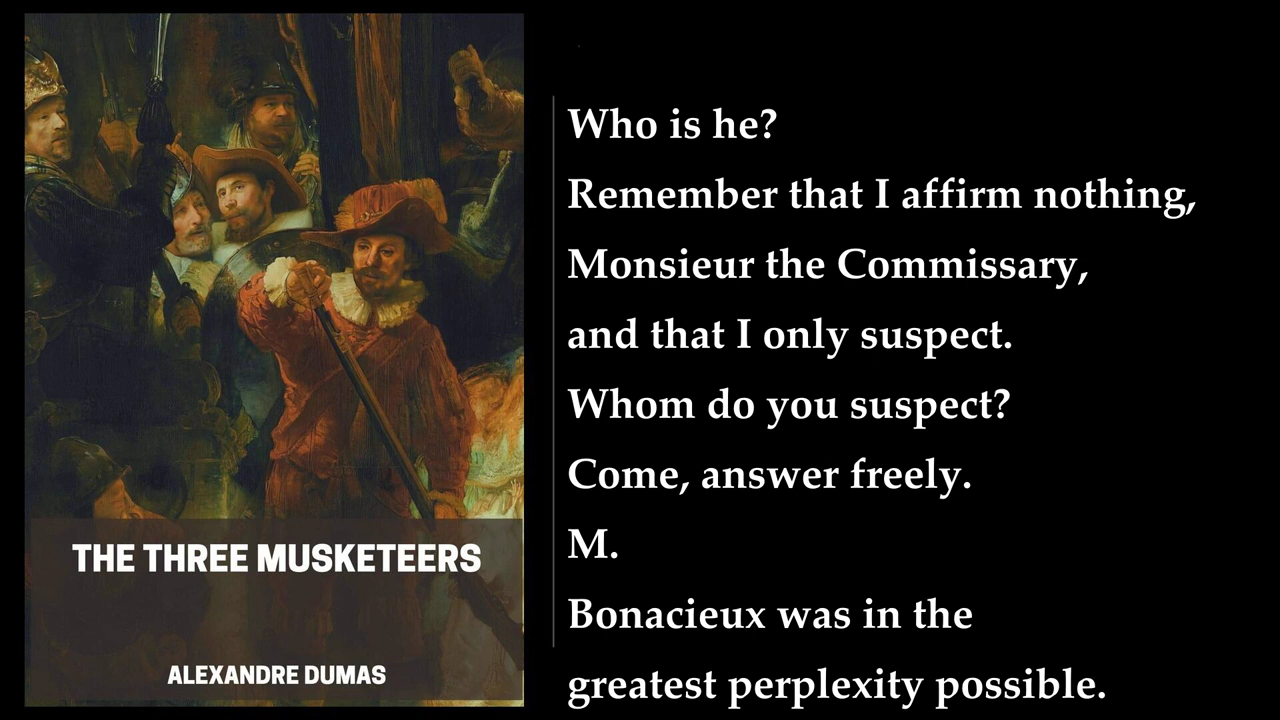 THE THREE MUSKETEERS
ALEXANDRE DUMAS
Who is he?
Remember that I affirm nothing,
Monsieur the Commissary,
and that I only suspect.
Whom do you suspect?
Come, answer freely.
M.
Bonacieux was in the
greatest perplexity possible.